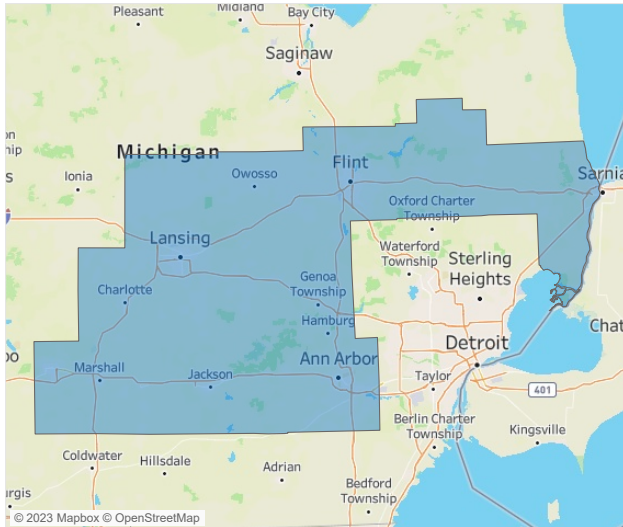 Pleasant
Midland
Bay City
Saginaw
Michigan
Ionia
Owosso
Flint
Sarnia
Oxford Charter
Township
Lansing
Waterford
Township
Sterling
Heights
Charlotte
Genoa
Township
Hamburg
Chat
Detroit
Marshall
Jackson
Ann Arbor
Taylor
401
Berlin Charter
Township
Kingsville
Coldwater
Hillsdale
Adrian
Bedford
Township
urgis
© 2023 Mapbox © OpenStreetMap